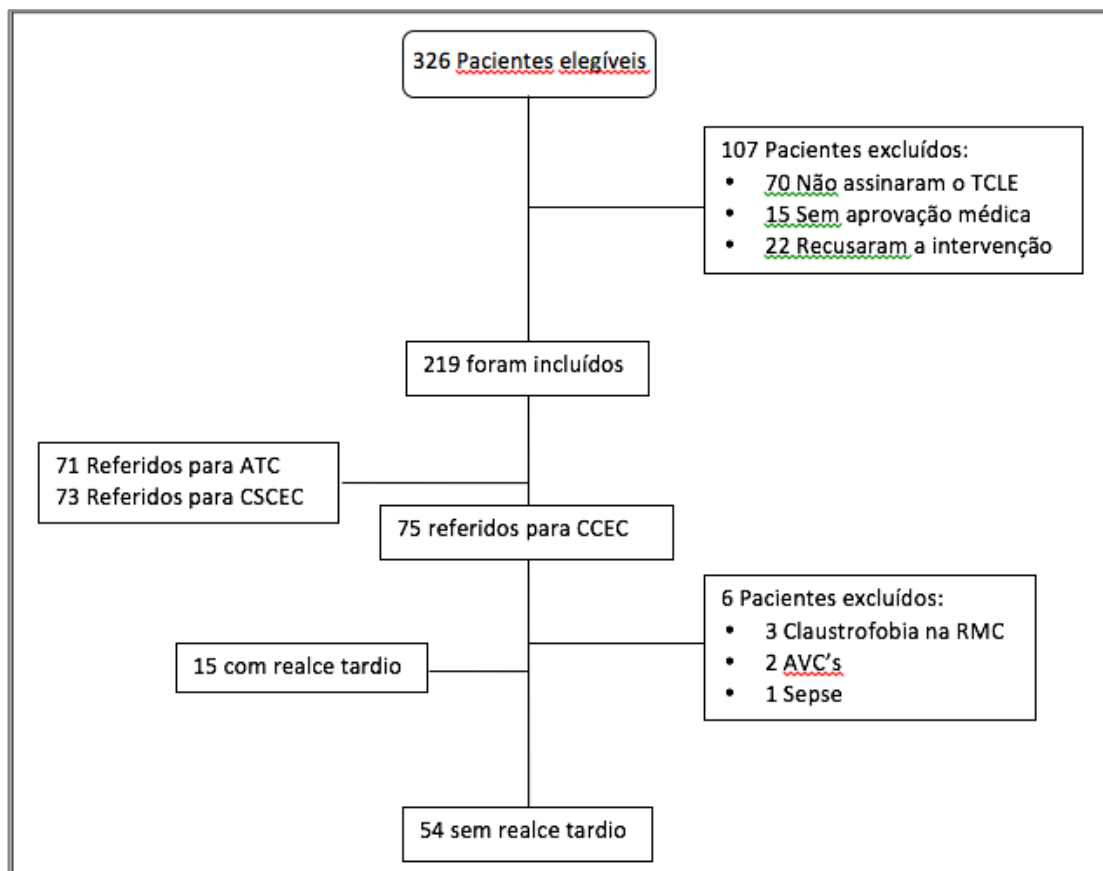 326 Pacientes elegíveis
107 Pacientes excluídos:
• 70 Não assinaram o TCLE
• 15 Sem aprovação médica
• 22 Recusaram a intervenção
219 foram incluídos
71 Referidos para ATC
73 Referidos para CSCEC
75 referidos para CCEC
6 Pacientes excluídos:
• 3 Claustrofobia na RMC
• 2 AVC's
• 1 Sepse
15 com realce tardio
54 sem realce tardio